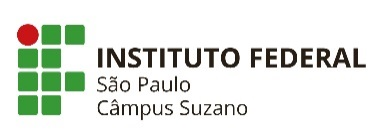 INSTITUTO FEDERAL
São Paulo
Câmpus Suzano